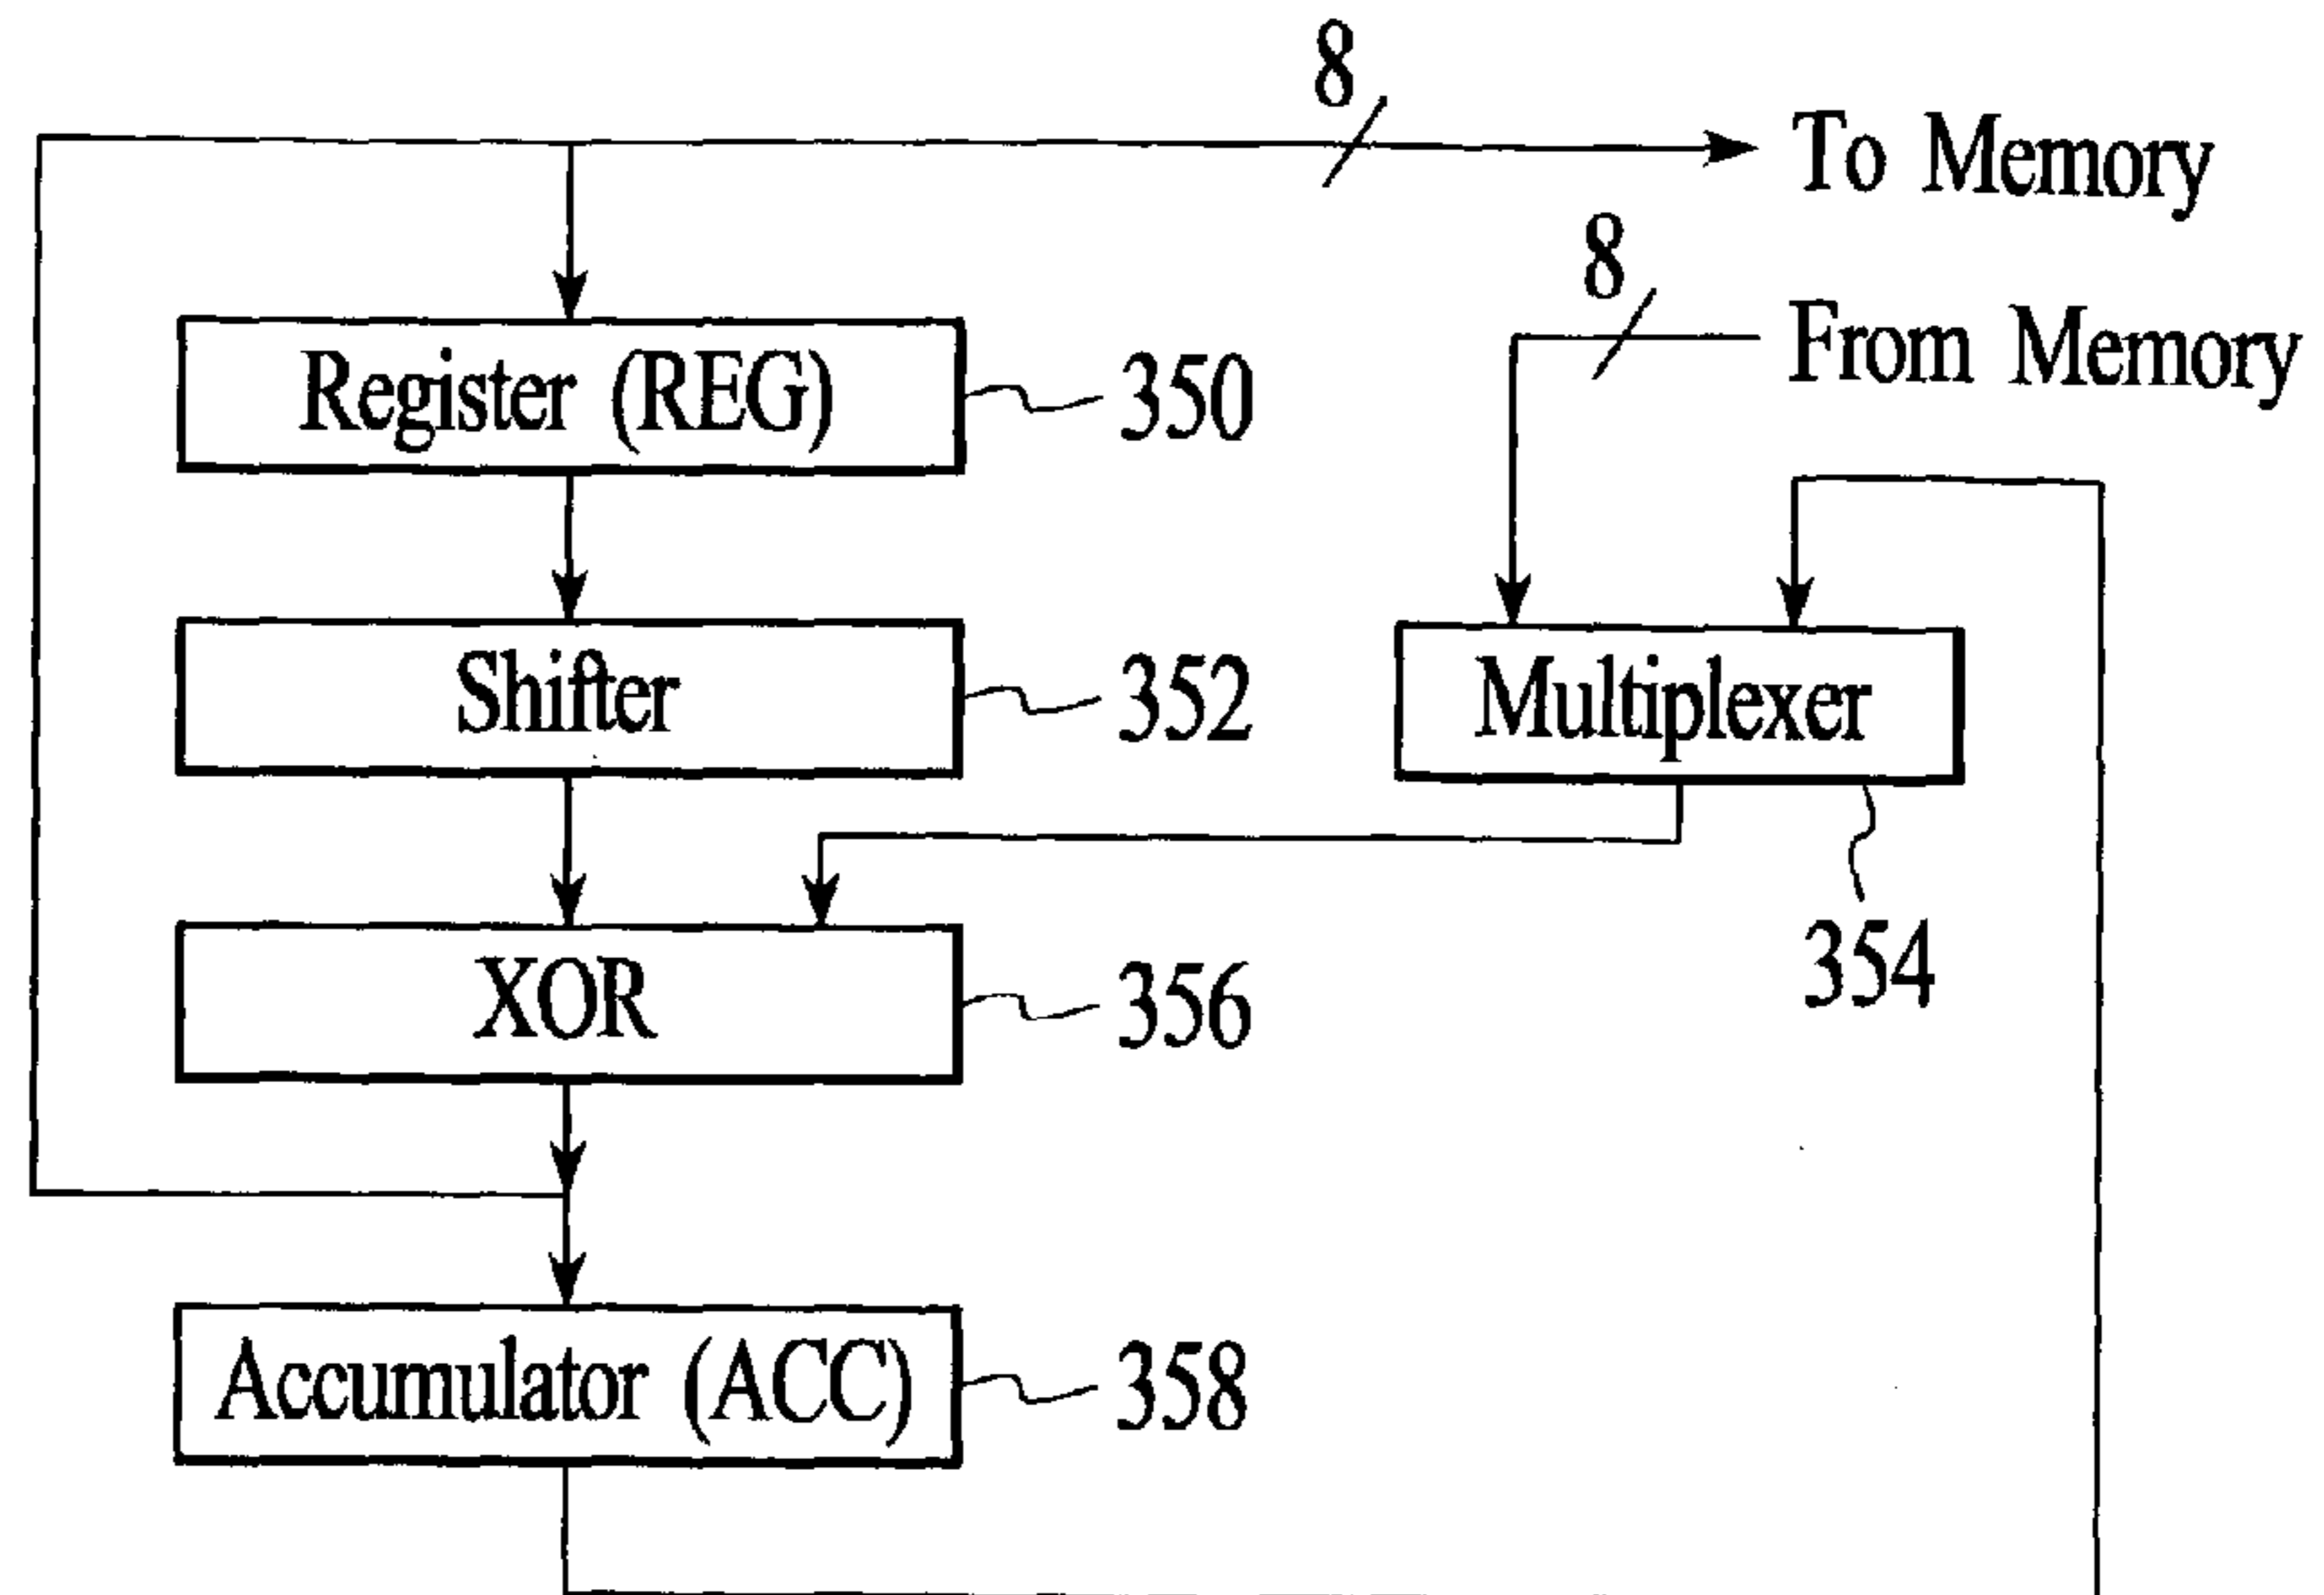 8
To Memory
8
From Memory
Register (REG)
350
Shifter
352
Multiplexer
354
XOR
356
Accumulator (ACC)
358